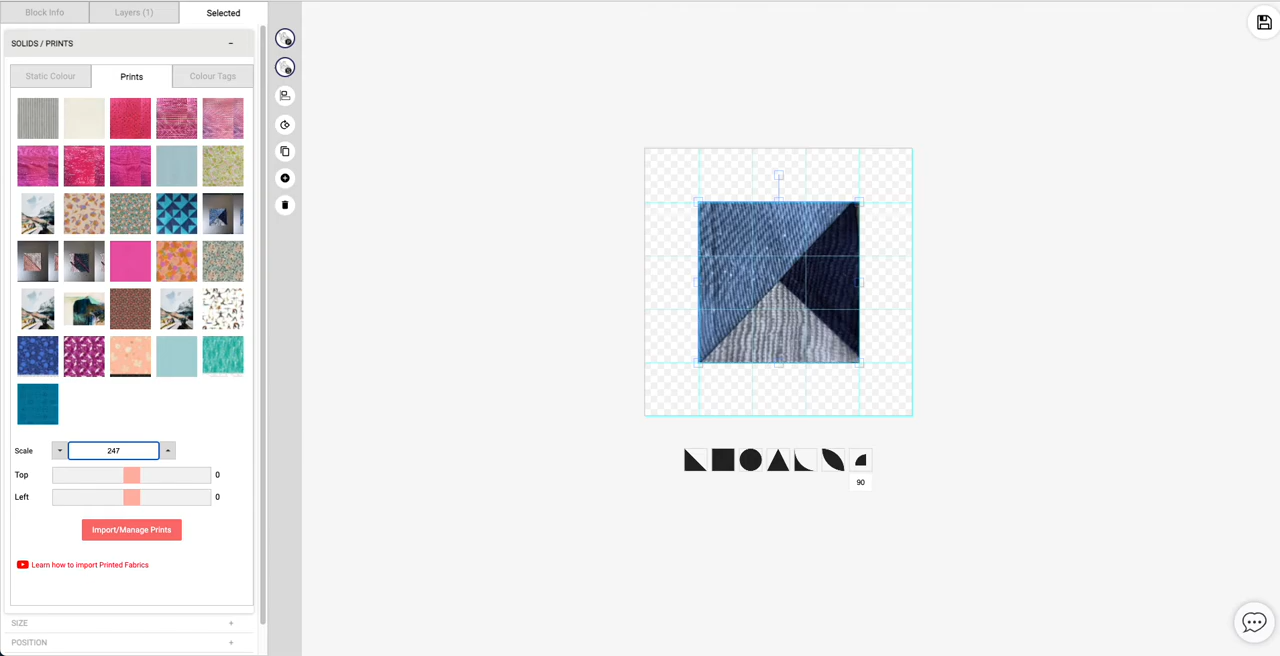 Block Info
Layers (1)
Selected
SOLIDS / PRINTS
Static Colour
Prints
Colour Tags
Scale
247
Top
0
Left
0
Import/Manage Prints
Learn how to import Printed Fabrics
SIZE
POSITION
90